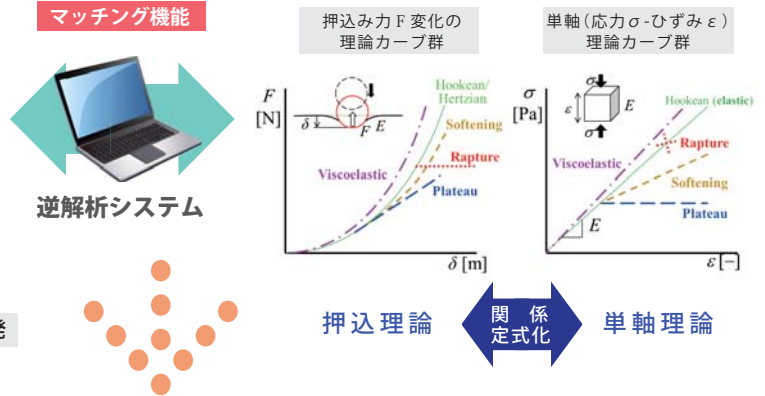 マッチング機能
逆解析システム
発
押込み力 F 変化の
理論カーブ群
F
[N]
δ
F E
Hookean/
Hertzian
Softening
Rapture
Viscoelastic
Plateau
δ [m]
単軸(応力σ-ひずみε)
理論カーブ群
σ
[Pa]
σ
ε
E
σ
Hookean (elastic)
Rapture
Viscoelastic
Softening
Plateau
E
ε [−]
押込理論
関 係
定式化
単軸理論